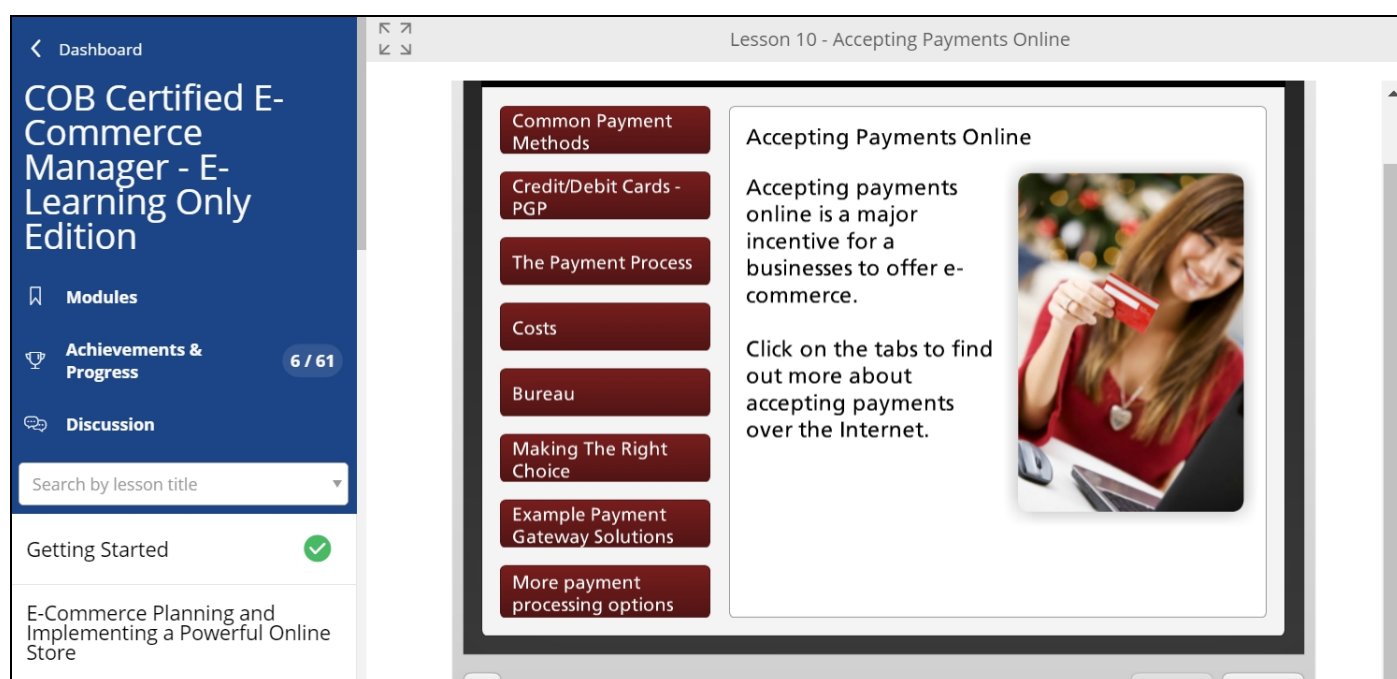 Dashboard
COB Certified E-
Commerce
Manager - E-
Learning Only
Edition
Modules
Achievements &
Progress
6 / 61
Discussion
Search by lesson title
Getting Started
E-Commerce Planning and
Implementing a Powerful Online
Store
Lesson 10 - Accepting Payments Online
Common Payment
Methods
Credit/Debit Cards -
PGP
The Payment Process
Costs
Bureau
Making The Right
Choice
Example Payment
Gateway Solutions
More payment
processing options
Accepting Payments Online
Accepting payments
online is a major
incentive for a
businesses to offer e-
commerce.
Click on the tabs to find
out more about
accepting payments
over the Internet.